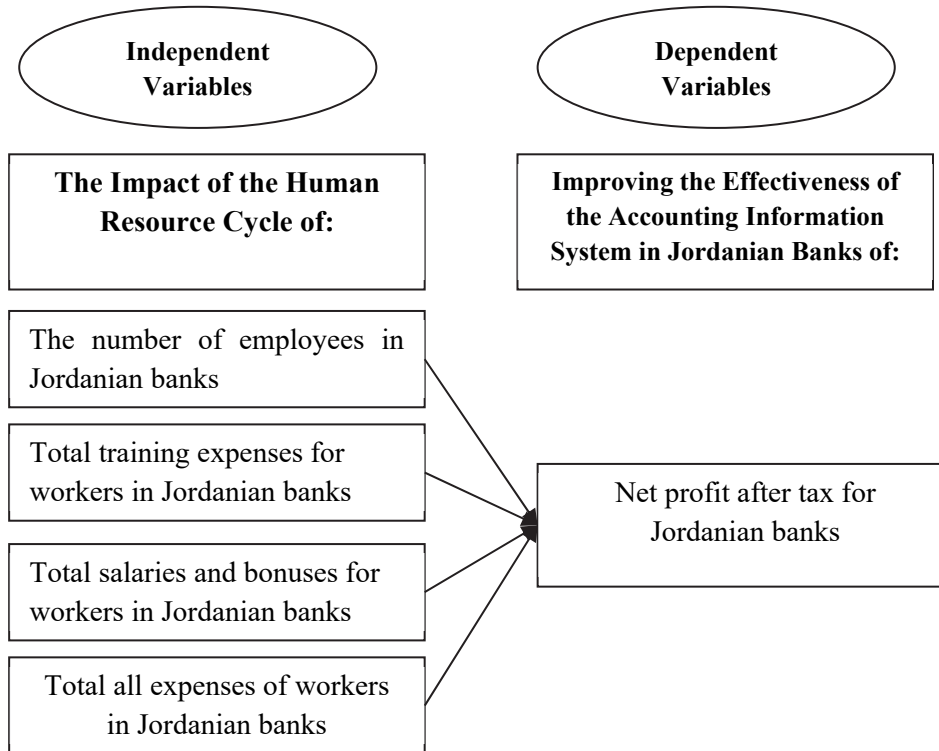 Independent
Variables
Dependent
Variables
The Impact of the Human
Resource Cycle of:
Improving the Effectiveness of
the Accounting Information
System in Jordanian Banks of:
The number of employees in
Jordanian banks
Total training expenses for
workers in Jordanian banks
Total salaries and bonuses for
workers in Jordanian banks
Total all expenses of workers
in Jordanian banks
Net profit after tax for
Jordanian banks